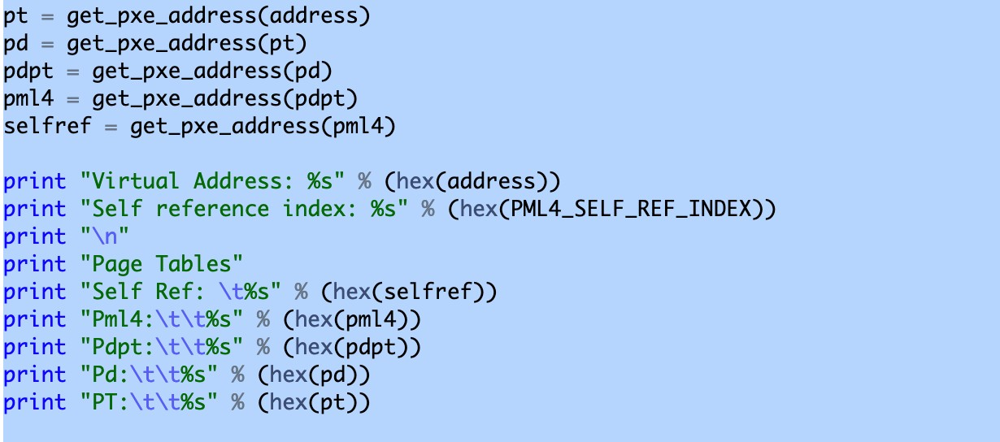 pt = get_pxe_address(address)
pd = get_pxe_address(pt)
pdpt = get_pxe_address(pd)
pml4 = get_pxe_address(pdpt)
selfref = get_pxe_address(pml4)
print "Virtual Address: %s" % (hex(address))
print "Self reference index: %s" % (hex(PML4_SELF_REF_INDEX))
print "\n"
print "Page Tables"
print "Self Ref: \t%s" % (hex(selfref))
print "Pml4:\t\t%s" % (hex(pml4))
print "Pdpt:\t\t%s" % (hex(pdpt))
print "Pd:\t\t%s" % (hex(pd))
print "PT:\t\t%s" % (hex(pt))